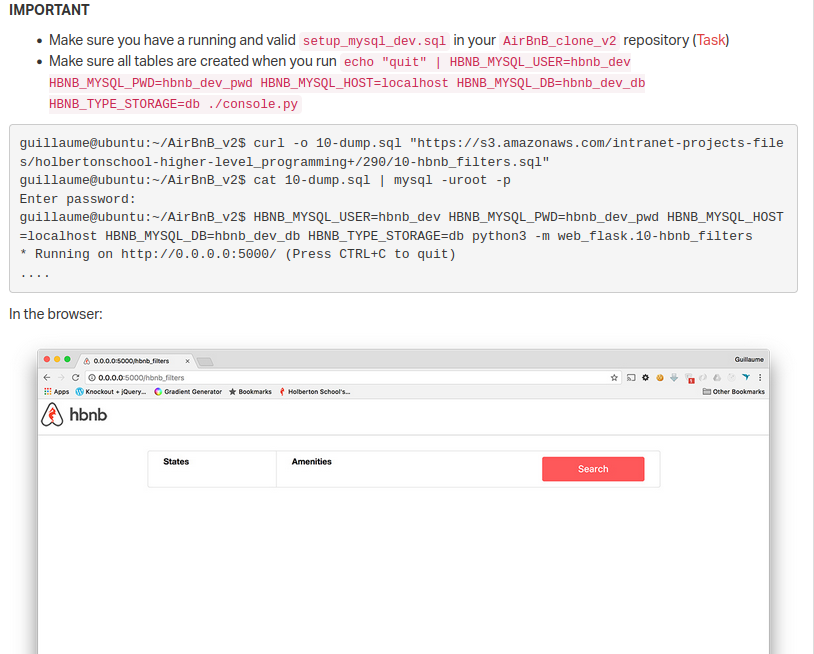 IMPORTANT
Make sure you have a running and valid setup_mysql_dev.sql in your AirBnB_clone_v2 repository (Task)
Make sure all tables are created when you run echo "quit" | HBNB_MYSQL_USER=hbnb_dev
HBNB_MYSQL_PWD=hbnb_dev_pwd HBNB_MYSQL_HOST=localhost HBNB_MYSQL_DB=hbnb_dev_db
HBNB_TYPE_STORAGE=db ./console.py
guillaume@ubuntu:~/AirBnB_v2$ curl -o 10-dump.sql "https://s3.amazonaws.com/intranet-projects-file
s/holbertonschool-higher-level_programming+/290/10-hbnb_filters.sql"
guillaume@ubuntu:~/AirBnB_v2$ cat 10-dump.sql | mysql -uroot -p
Enter password:
guillaume@ubuntu:~/AirBnB_v2$ HBNB_MYSQL_USER=hbnb_dev HBNB_MYSQL_PWD=hbnb_dev_pwd HBNB_MYSQL_HOST
=localhost HBNB_MYSQL_DB=hbnb_dev_db HBNB_TYPE_STORAGE=db python3 -m web_flask.10-hbnb_filters
* Running on http://0.0.0.0:5000/ (Press CTRL+C to quit)
....
In the browser:
0.0.0.0:5000/hbnb_filters
Guillaume
0.0.0.0:5000/hbnb_filters
Apps Knockout + jQuery... Gradient Generator Bookmarks Holberton School's... Other Bookmarks
hbnb
States Amenities Search